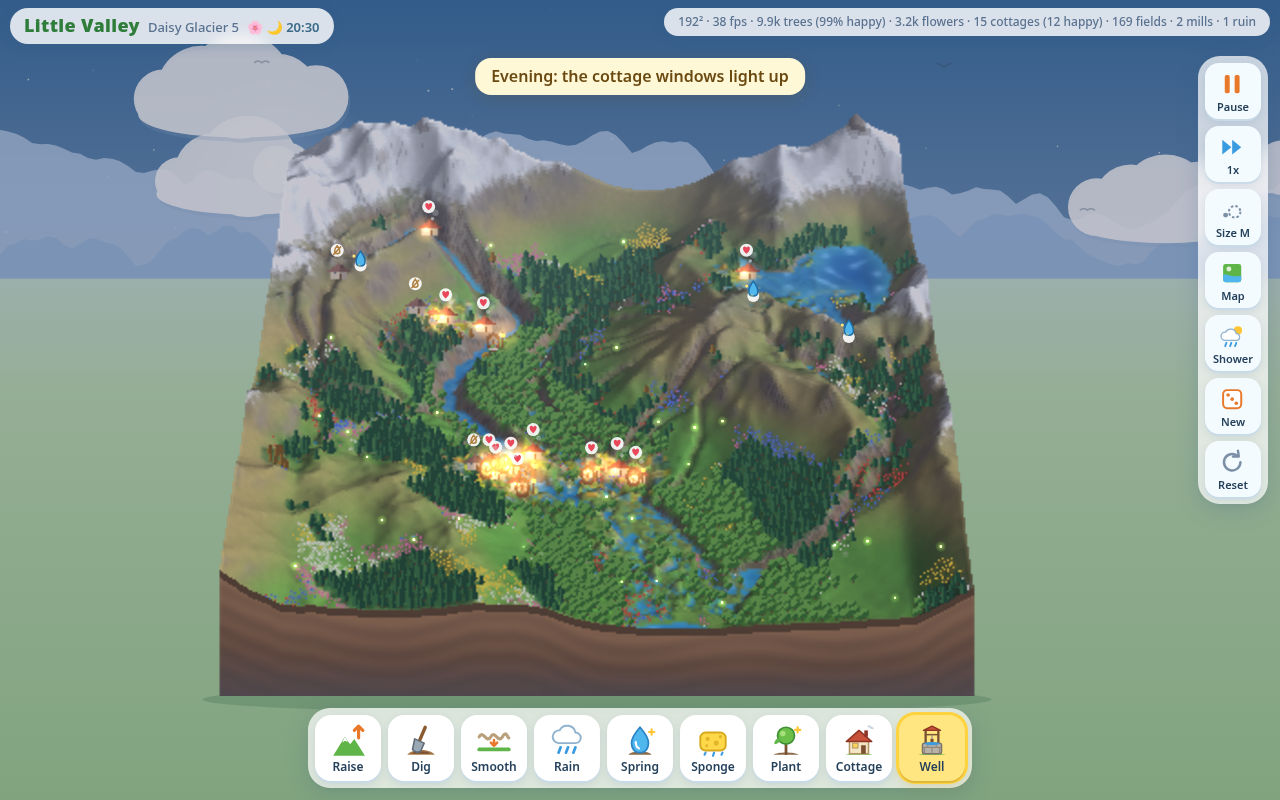 Little Valley Daisy Glacier 5 20:30
192² · 38 fps · 9.9k trees (99% happy) · 3.2k flowers · 15 cottages (12 happy) · 169 fields · 2 mills · 1 ruin
Evening: the cottage windows light up
Pause
1x
Size M
Map
Shower
New
Reset
Raise
Dig
Smooth
Rain
Spring
Sponge
Plant
Cottage
Well